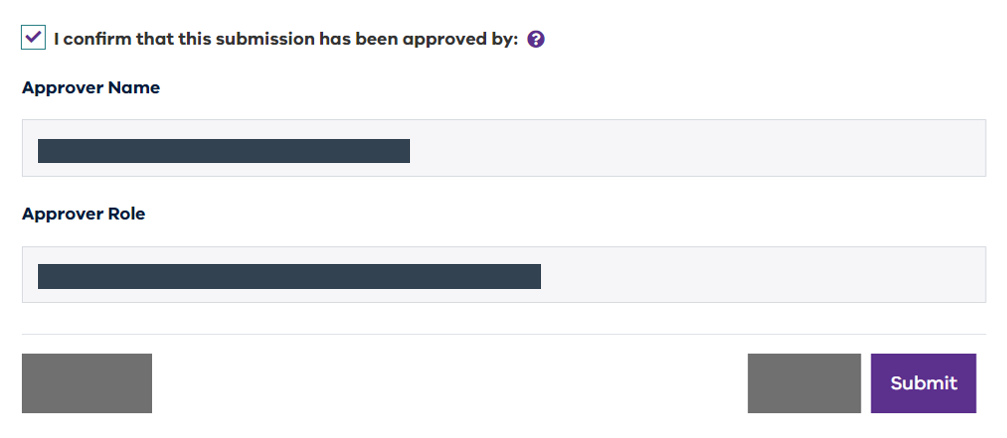 I confirm that this submission has been approved by: ?
Approver Name
Approver Role
Submit